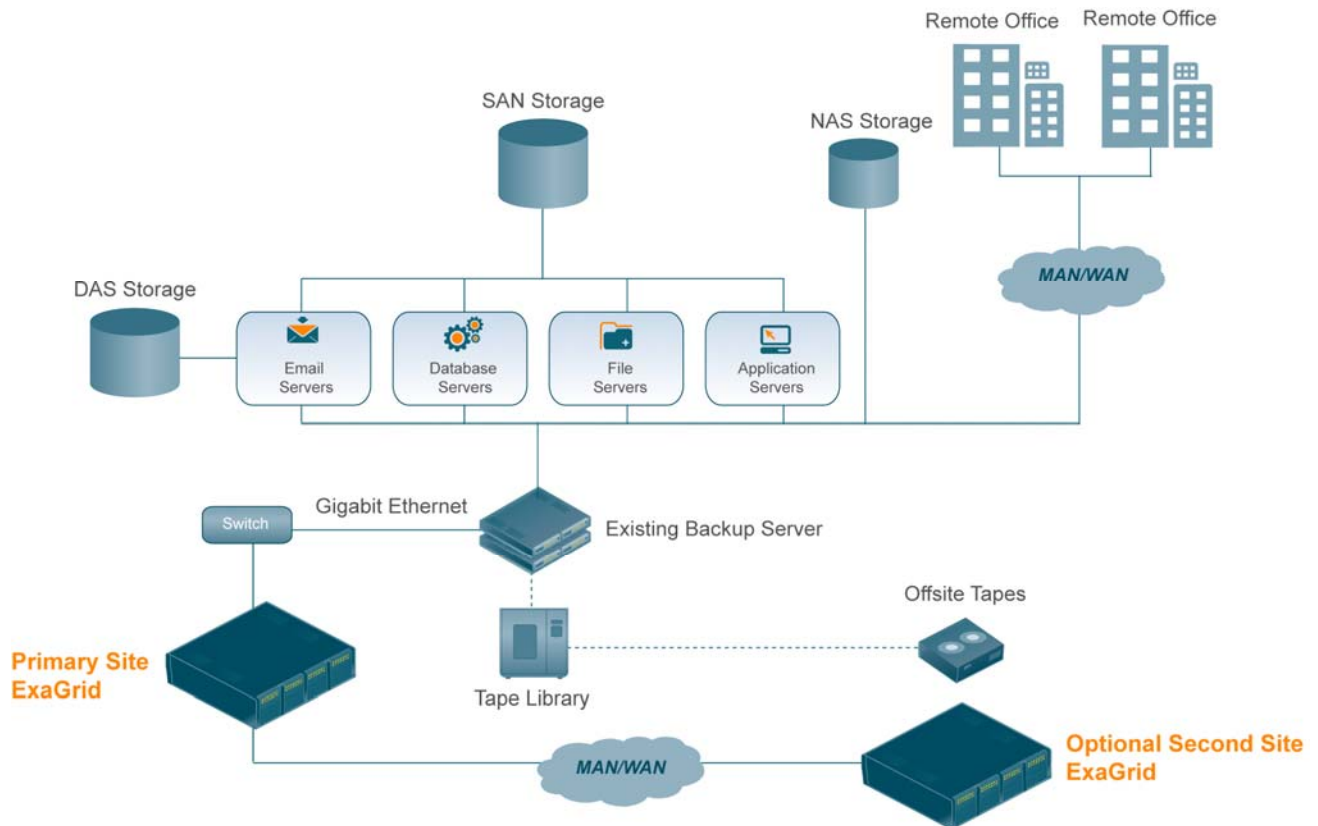 Remote Office
Remote Office
SAN Storage
NAS Storage
MAN/WAN
DAS Storage
Email
Servers
Database
Servers
File
Servers
Application
Servers
Gigabit Ethernet
Switch
Existing Backup Server
Offsite Tapes
Primary Site
ExaGrid
Tape Library
Optional Second Site
ExaGrid
MAN/WAN